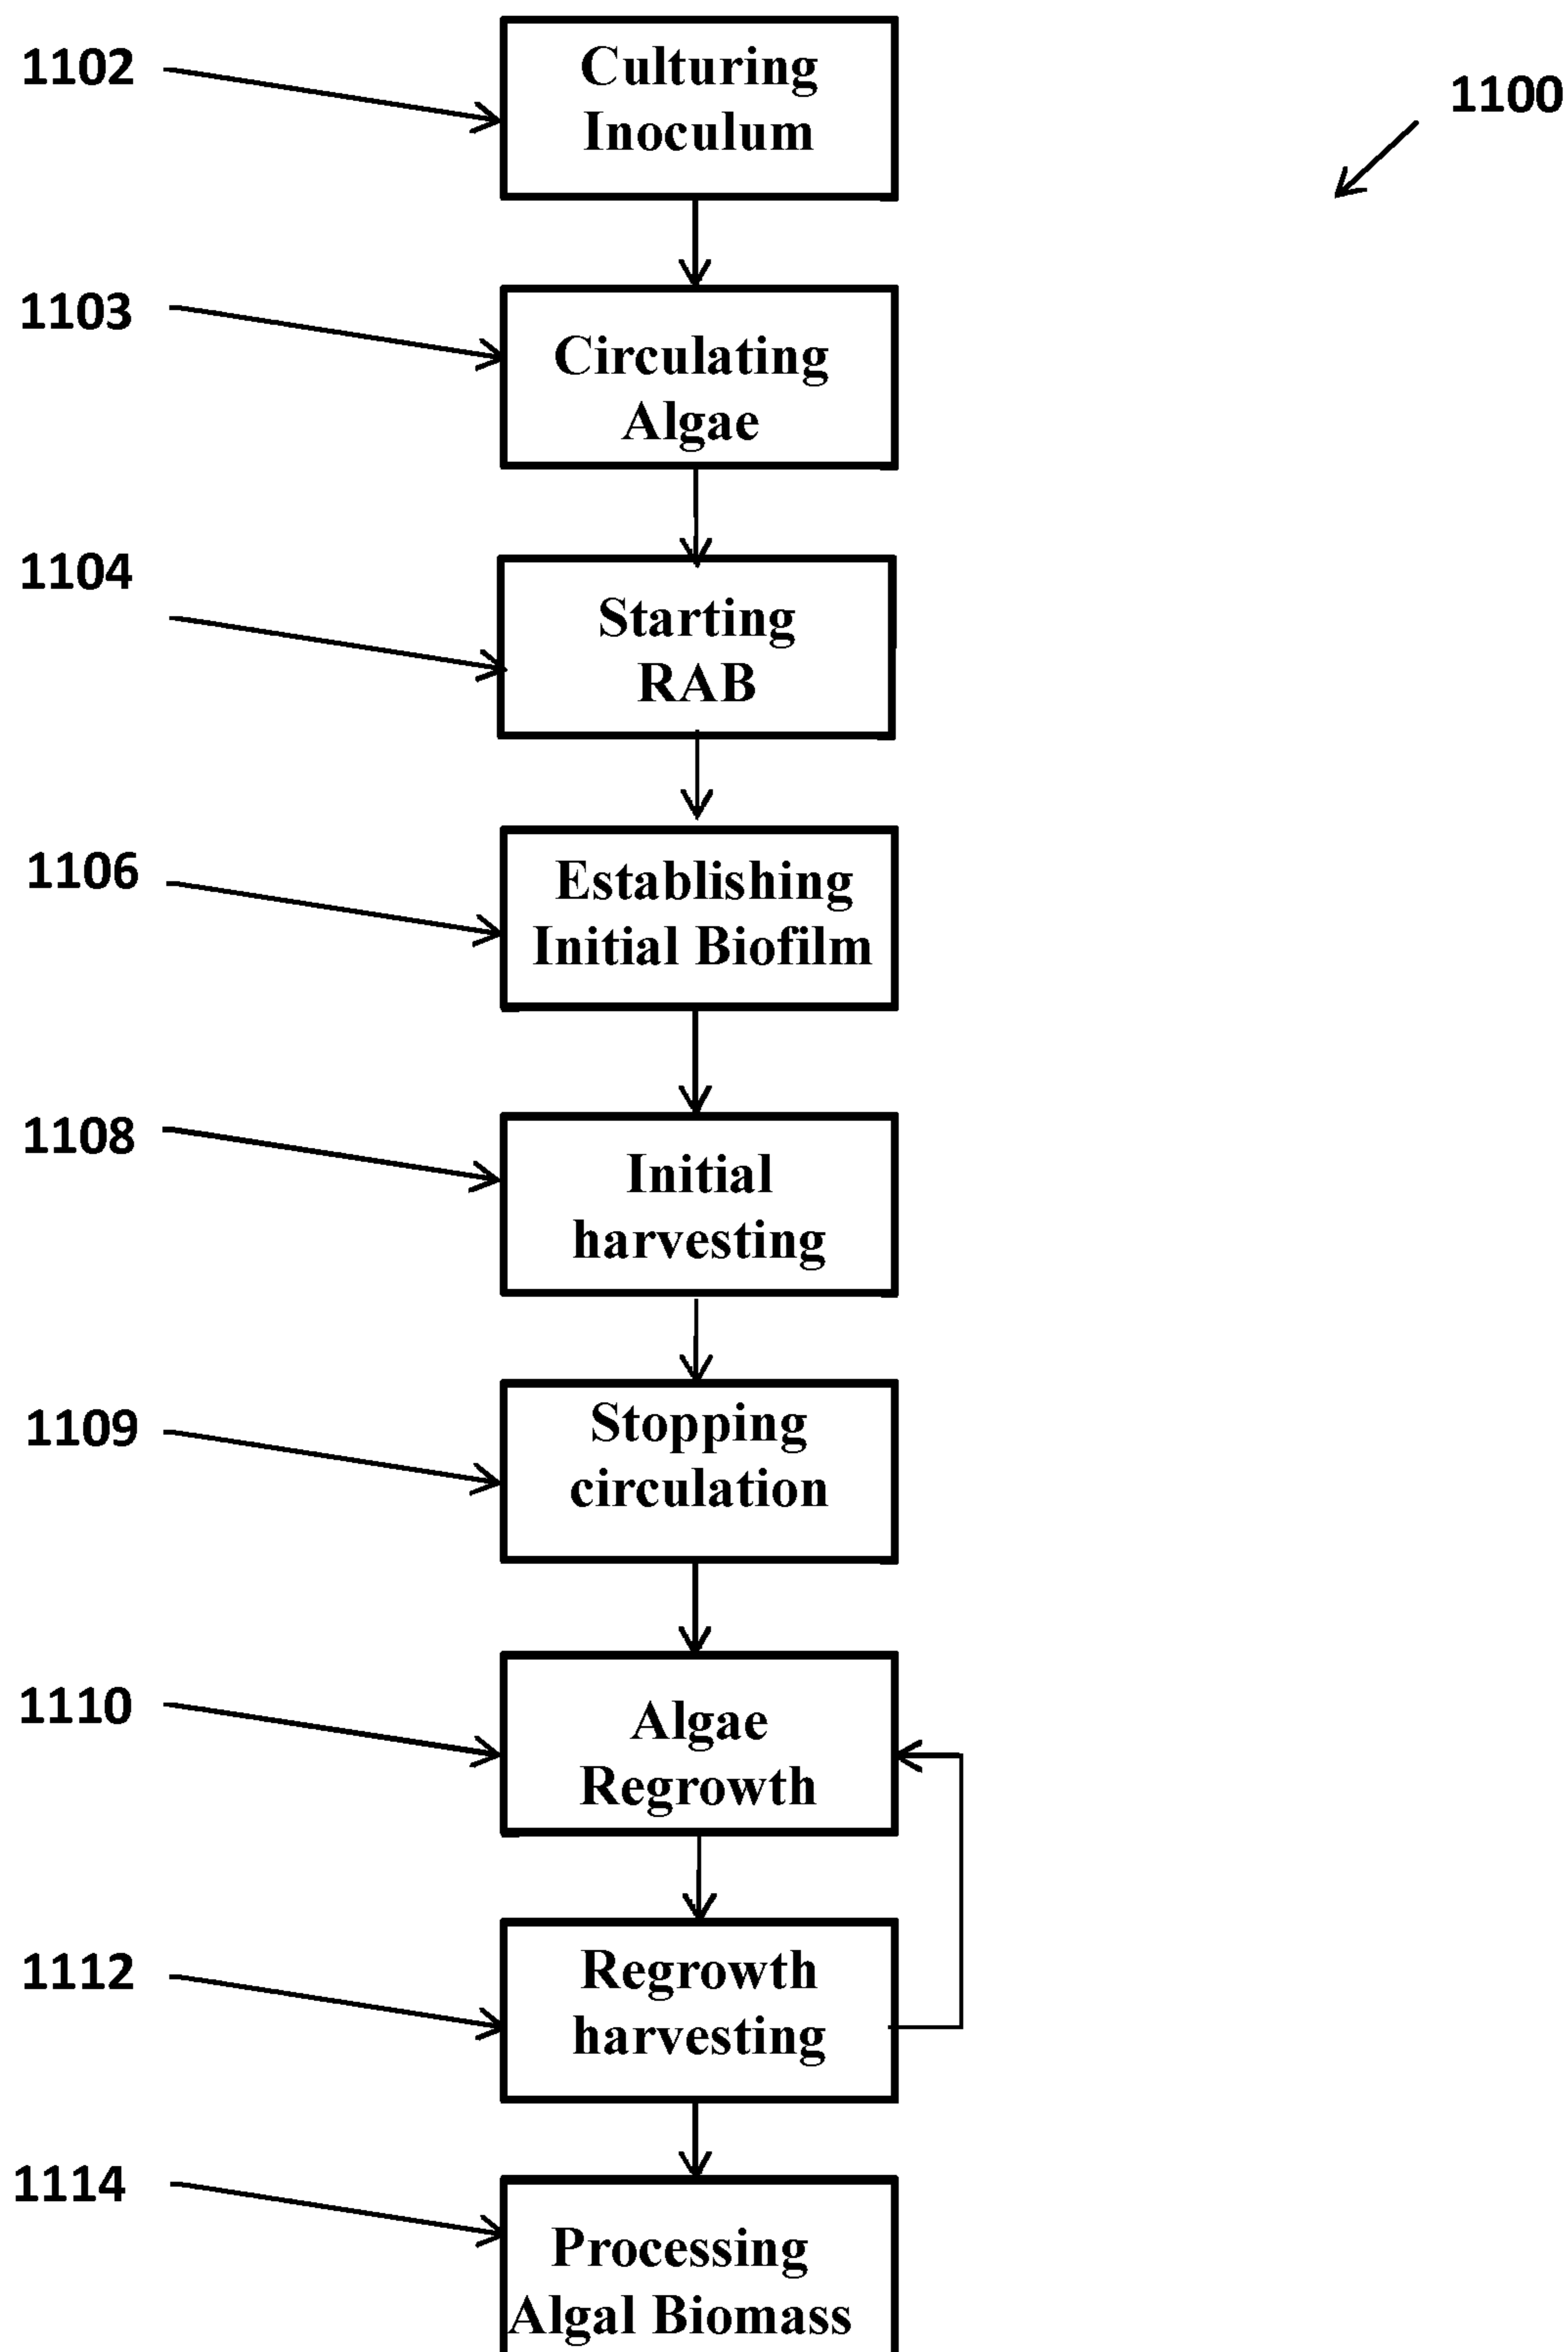 1102
Culturing
Inoculum
1100
1103
Circulating
Algae
1104
Starting
RAB
1106
Establishing
Initial Biofilm
1108
Initial
harvesting
1109
Stopping
circulation
1110
Algae
Regrowth
1112
Regrowth
harvesting
1114
Processing
Algal Biomass